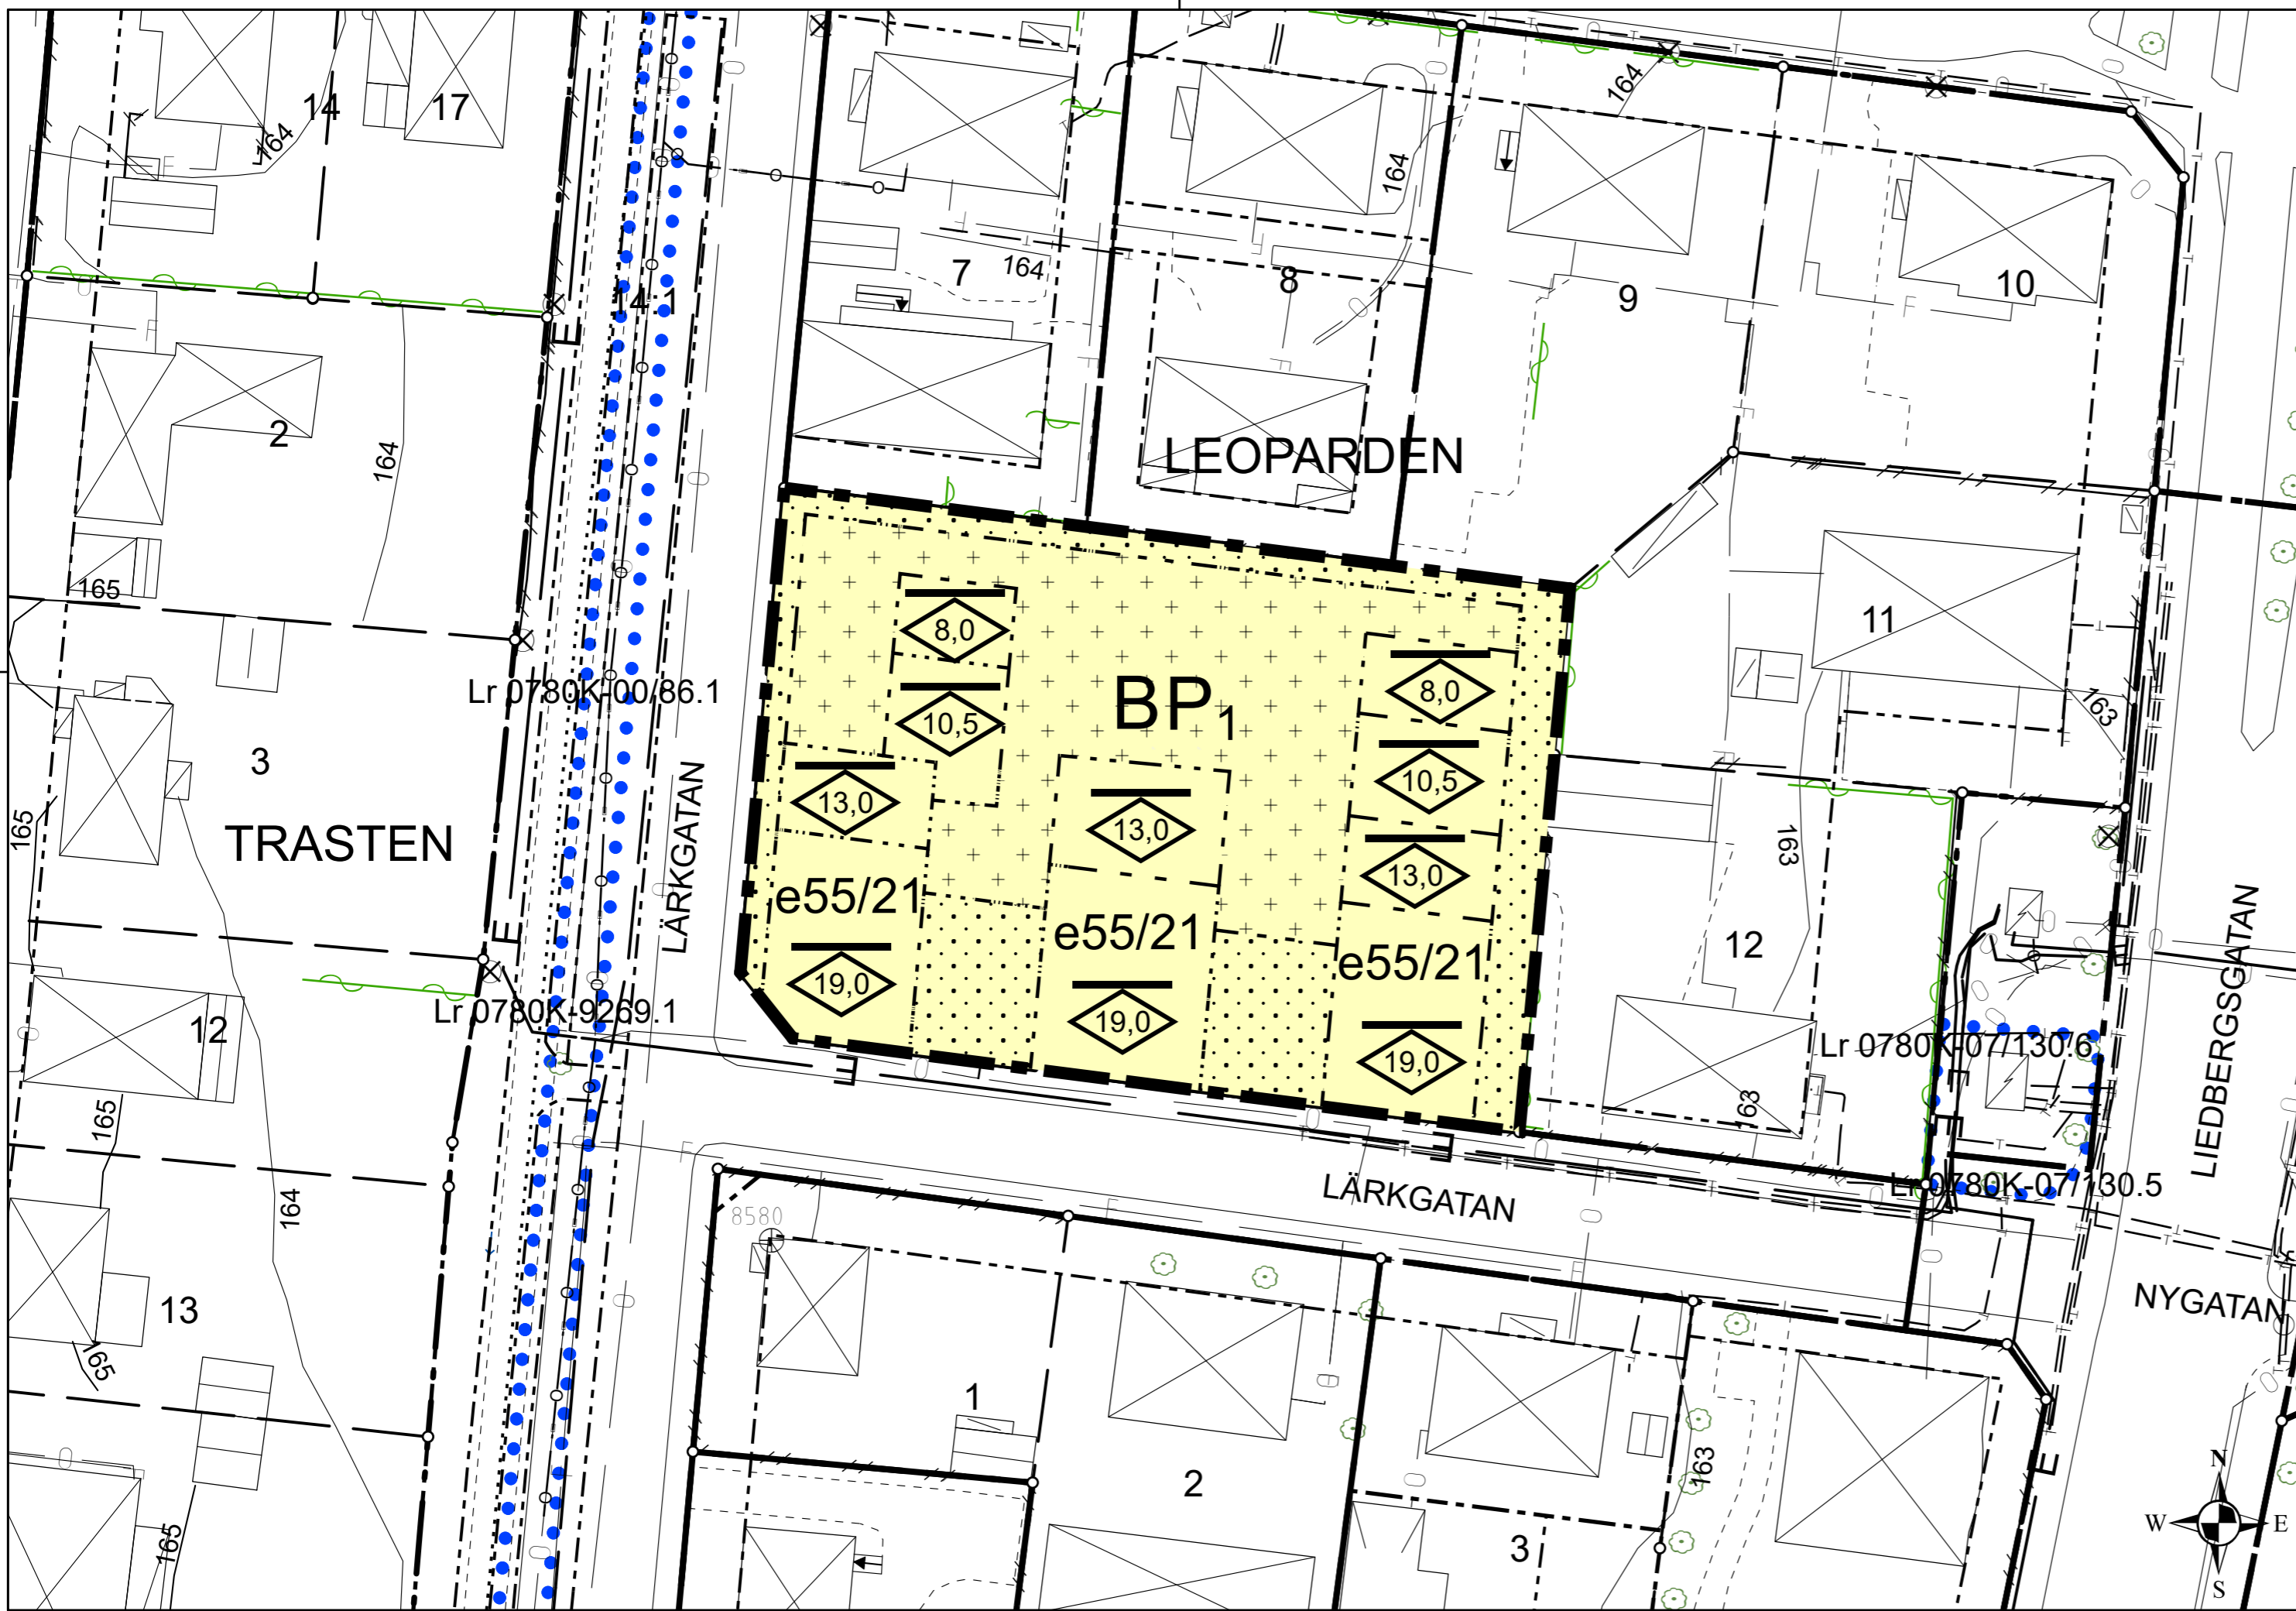 14
17
164
164
164
164
7
8
9
10
14:1
2
164
LEOPARDEN
165
8,0
11
Lr 0780K-00/86.1
10,5
BP1
8,0
163
3
13,0
13,0
10,5
165
TRASTEN
LÄRKGATAN
13,0
163
e55/21
e55/21
e55/21
12
LIEDBERGSGATAN
19,0
19,0
19,0
Lr 0780K-9269.1
12
Lr 0780K-07/130.6
165
163
Lr 0780K-07/130.5
164
8580
LÄRKGATAN
13
NYGATAN
165
1
2
163
3
165
N
W
E
S
E
E
E
E
E
E
E
E